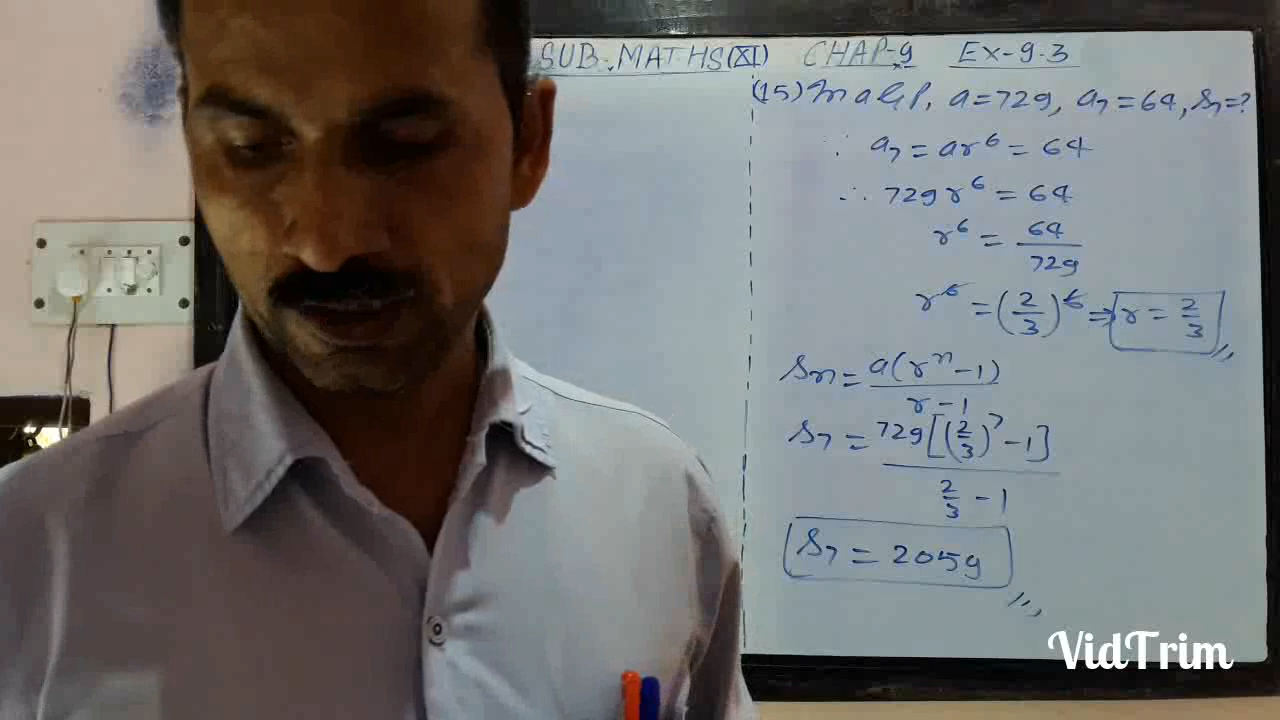 SUB. MATHS(XI) CHAP-9 EX-9.3
(15) In a G.P, a=729, a₇=64, S₇=?
∴ a₇ = ar⁶ = 64
∴ 729r⁶ = 64
r⁶ = 64/729
r⁶ = (2/3)⁶ ⇒ r = 2/3
Sn = a(rⁿ-1)/r-1
S₇ = 729[(2/3)⁷-1]/2/3-1
S₇ = 2059
VidTrim